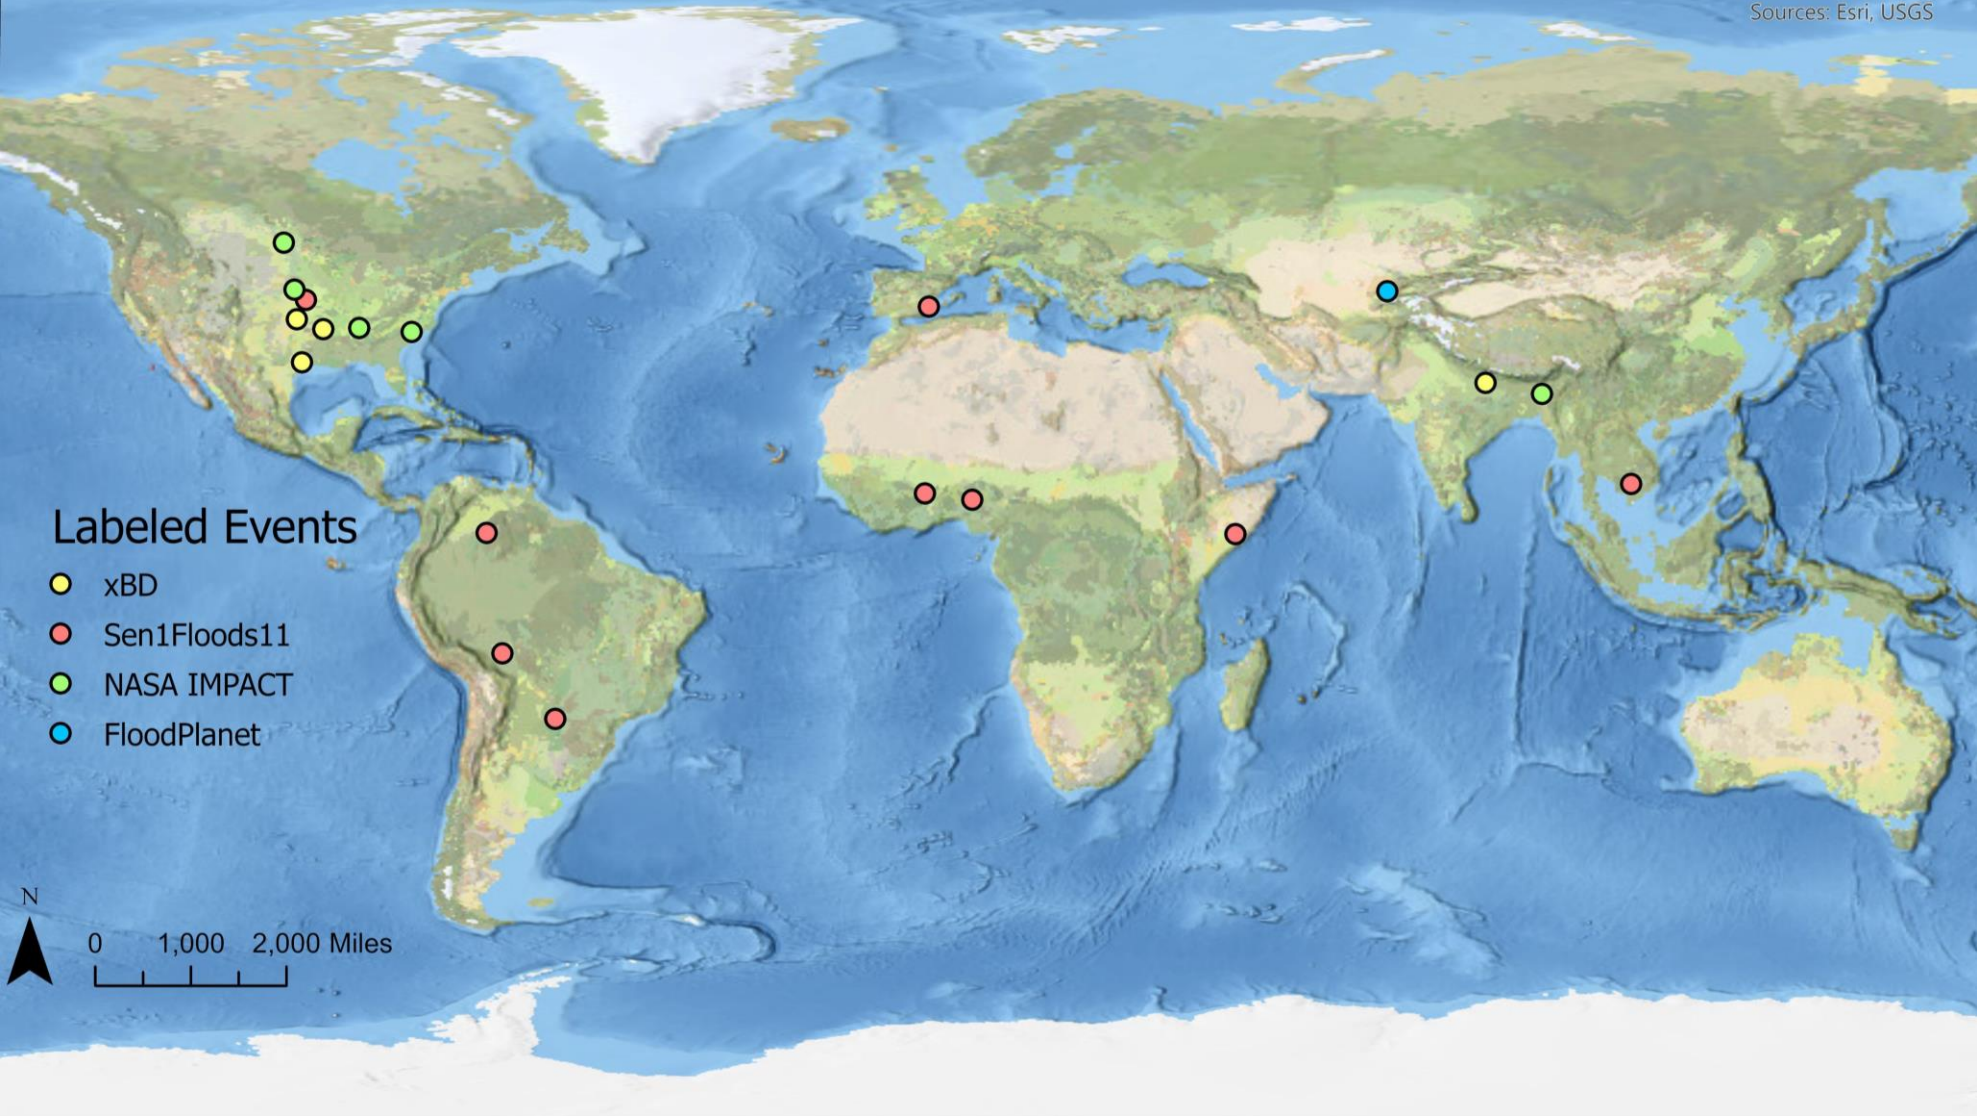 Sources: Esri, USGS
Labeled Events
xBD
Sen1Floods11
NASA IMPACT
FloodPlanet
N
0 1,000 2,000 Miles